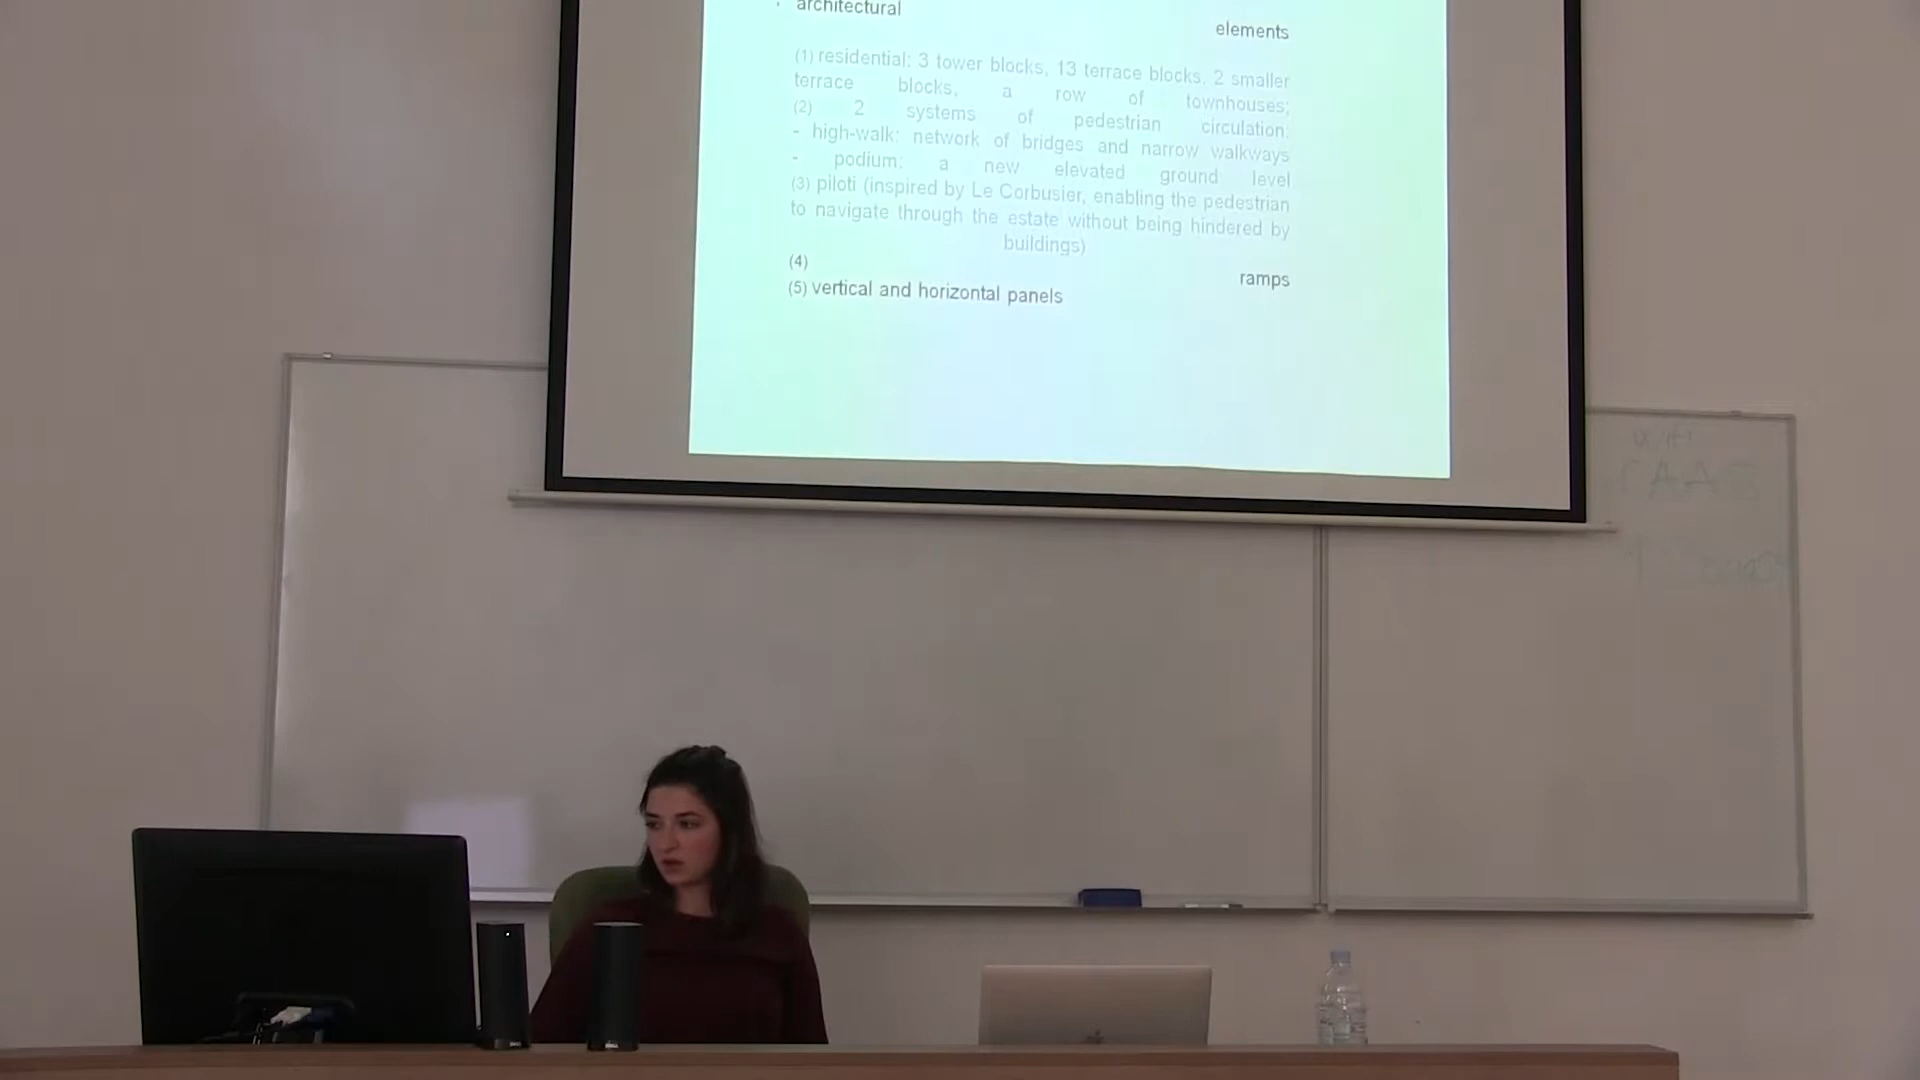 architectural elements
(1) residential: 3 tower blocks, 13 terrace blocks, 2 smaller
terrace blocks, a row of townhouses;
(2) 2 systems of pedestrian circulation:
- high-walk: network of bridges and narrow walkways
- podium: a new elevated ground level
(3) piloti (inspired by Le Corbusier, enabling the pedestrian
to navigate through the estate without being hindered by
buildings)
(4) ramps
(5) vertical and horizontal panels